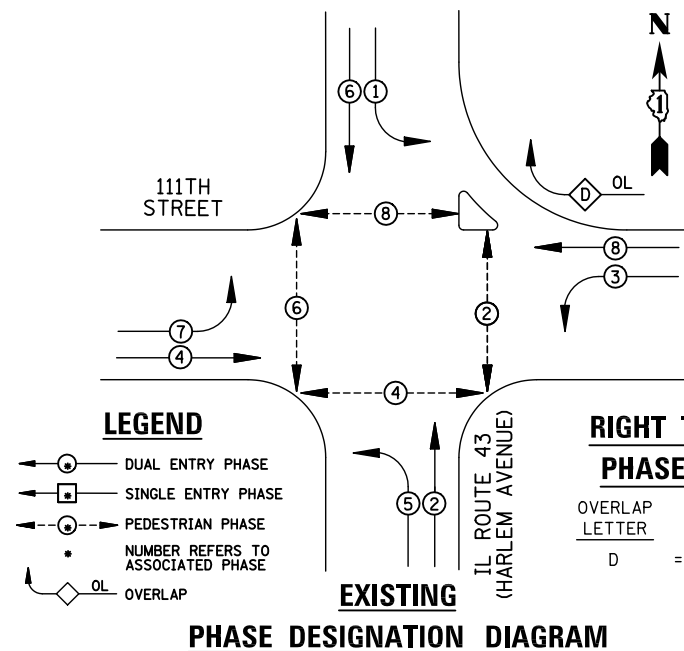 N
1
6
1
OL
D
111TH
STREET
8
8
3
6
2
7
4
4
LEGEND
* DUAL ENTRY PHASE
* SINGLE ENTRY PHASE
* PEDESTRIAN PHASE
* NUMBER REFERS TO
ASSOCIATED PHASE
OL OVERLAP
5
2
IL ROUTE 43
(HARLEM AVENUE)
RIGHT
PHASE
OVERLAP
LETTER
D =
EXISTING
PHASE DESIGNATION DIAGRAM